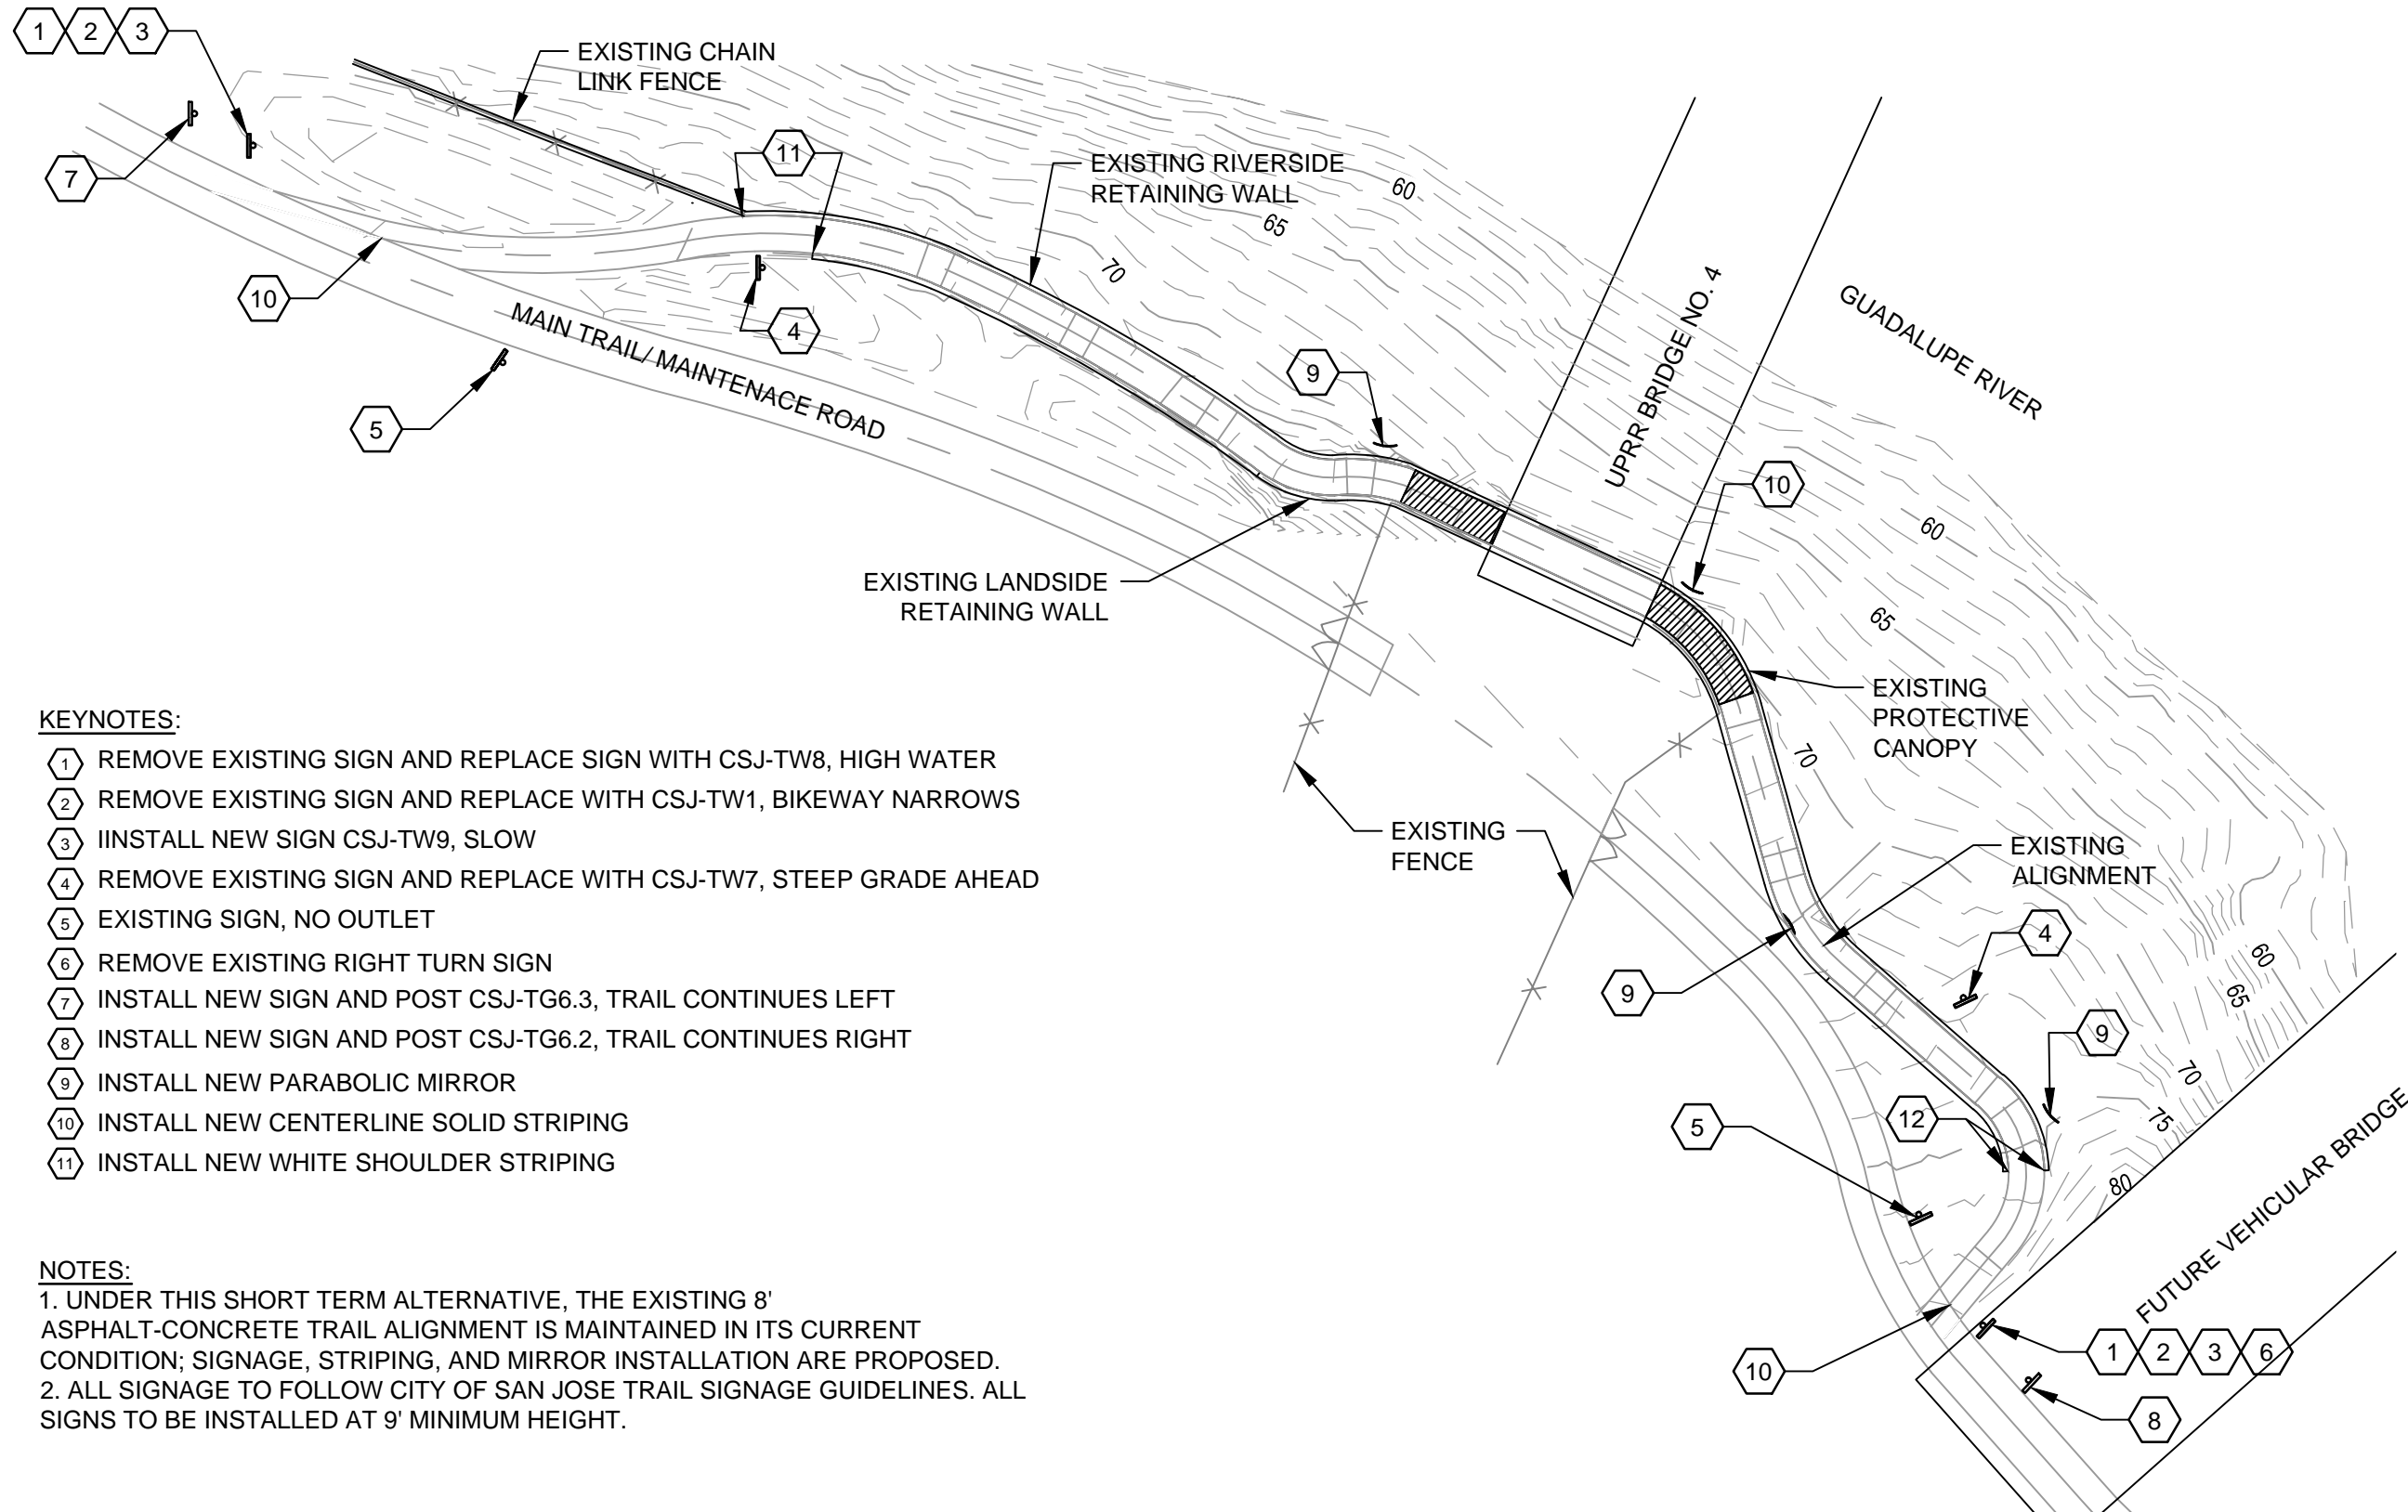 1 2 3
EXISTING CHAIN
LINK FENCE
7
11
EXISTING RIVERSIDE
RETAINING WALL
60
65
70
10
4
MAIN TRAIL/ MAINTENACE ROAD
5
9
UPRR BRIDGE NO. 4
GUADALUPE RIVER
10
60
65
EXISTING LANDSIDE
RETAINING WALL
EXISTING
PROTECTIVE
CANOPY
70
EXISTING
FENCE
EXISTING
ALIGNMENT
4
9
9
60
65
70
75
80
5
12
FUTURE VEHICULAR BRIDGE
10
1 2 3 6
8
KEYNOTES:
1 REMOVE EXISTING SIGN AND REPLACE SIGN WITH CSJ-TW8, HIGH WATER
2 REMOVE EXISTING SIGN AND REPLACE WITH CSJ-TW1, BIKEWAY NARROWS
3 IINSTALL NEW SIGN CSJ-TW9, SLOW
4 REMOVE EXISTING SIGN AND REPLACE WITH CSJ-TW7, STEEP GRADE AHEAD
5 EXISTING SIGN, NO OUTLET
6 REMOVE EXISTING RIGHT TURN SIGN
7 INSTALL NEW SIGN AND POST CSJ-TG6.3, TRAIL CONTINUES LEFT
8 INSTALL NEW SIGN AND POST CSJ-TG6.2, TRAIL CONTINUES RIGHT
9 INSTALL NEW PARABOLIC MIRROR
10 INSTALL NEW CENTERLINE SOLID STRIPING
11 INSTALL NEW WHITE SHOULDER STRIPING
NOTES:
1. UNDER THIS SHORT TERM ALTERNATIVE, THE EXISTING 8'
ASPHALT-CONCRETE TRAIL ALIGNMENT IS MAINTAINED IN ITS CURRENT
CONDITION; SIGNAGE, STRIPING, AND MIRROR INSTALLATION ARE PROPOSED.
2. ALL SIGNAGE TO FOLLOW CITY OF SAN JOSE TRAIL SIGNAGE GUIDELINES. ALL
SIGNS TO BE INSTALLED AT 9' MINIMUM HEIGHT.